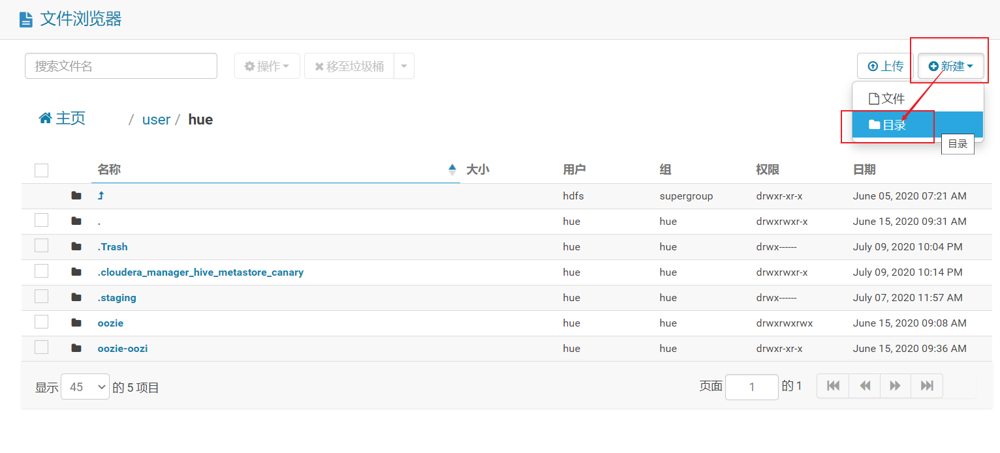 文件浏览器
搜索文件名 操作 移至垃圾桶 上传 新建
文件
目录
目录
主页 / user / hue
名称 大小 用户 组 权限 日期
hdfs supergroup drwxr-xr-x June 05, 2020 07:21 AM
. hue hue drwxrwxr-x June 15, 2020 09:31 AM
.Trash hue hue drwx------ July 09, 2020 10:04 PM
.cloudera_manager_hive_metastore_canary hue hue drwxrwxr-x July 09, 2020 10:14 PM
.staging hue hue drwx------ July 07, 2020 11:57 AM
oozie hue hue drwxrwxrwx June 15, 2020 09:08 AM
oozie-oozi hue hue drwxr-xr-x June 15, 2020 09:36 AM
显示 45 的 5 项目 页面 1 的 1